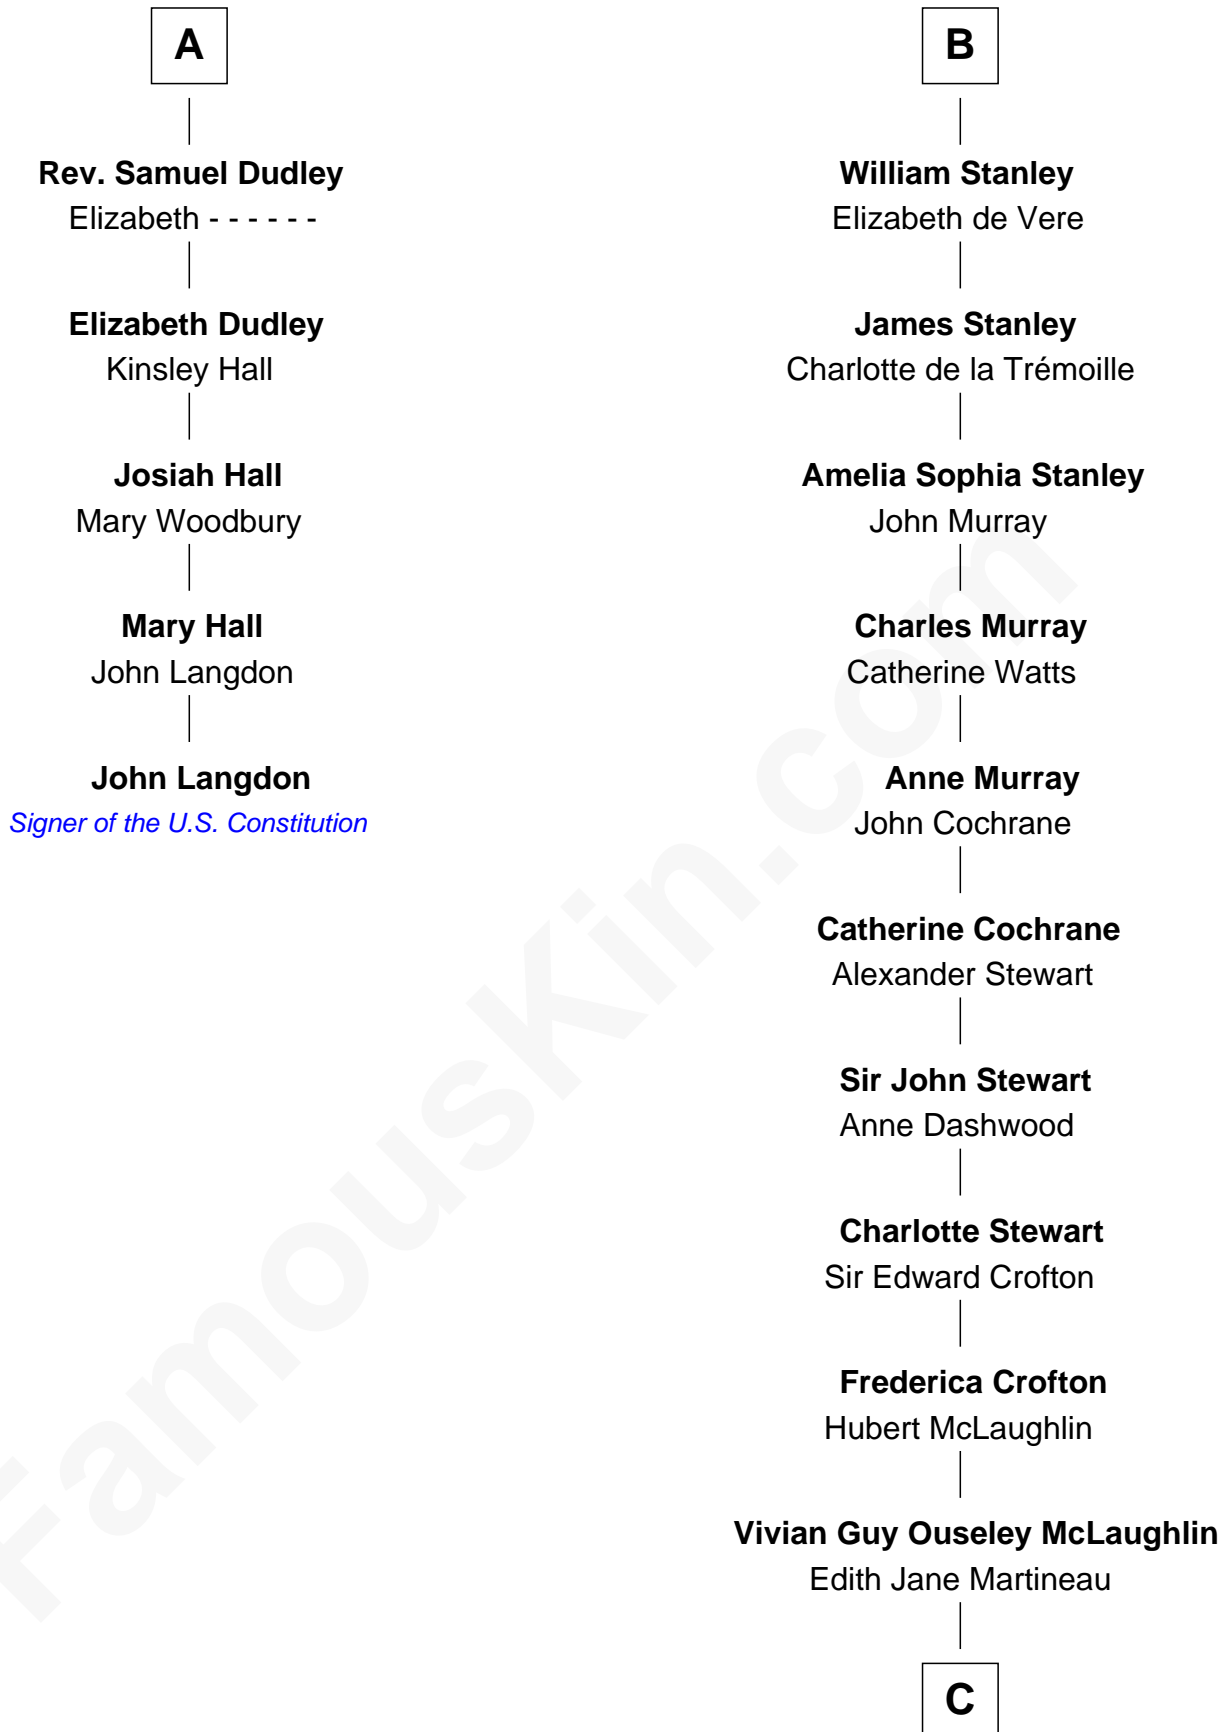 A
Rev. Samuel Dudley
Elizabeth - - - - - -
Elizabeth Dudley
Kinsley Hall
Josiah Hall
Mary Woodbury
Mary Hall
John Langdon
John Langdon
Signer of the U.S. Constitution
B
William Stanley
Elizabeth de Vere
James Stanley
Charlotte de la Trémoille
Amelia Sophia Stanley
John Murray
Charles Murray
Catherine Watts
Anne Murray
John Cochrane
Catherine Cochrane
Alexander Stewart
Sir John Stewart
Anne Dashwood
Charlotte Stewart
Sir Edward Crofton
Frederica Crofton
Hubert McLaughlin
Vivian Guy Ouseley McLaughlin
Edith Jane Martineau
C
FamousKin.com